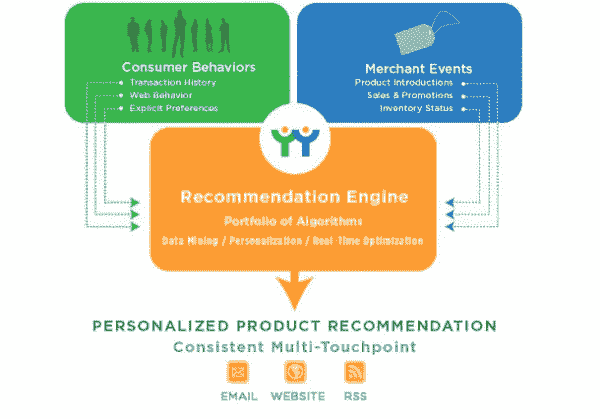 Consumer Behaviors
Transaction History
Web Behavior
Explicit Preferences
Merchant Events
Product Introductions
Sales & Promotions
Inventory Status
Recommendation Engine
Portfolio of Algorithms
Data Mining / Personalization / Real-Time Optimization
PERSONALIZED PRODUCT RECOMMENDATION
Consistent Multi-Touchpoint
EMAIL WEBSITE RSS